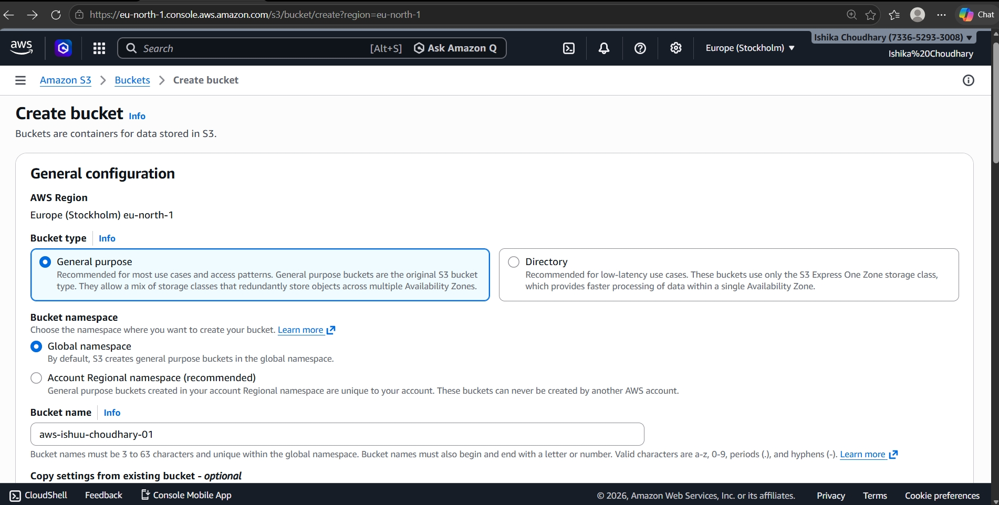 https://eu-north-1.console.aws.amazon.com/s3/bucket/create?region=eu-north-1
Chat
aws
Search
[Alt+S]
Ask Amazon Q
Europe (Stockholm) ▼
Ishika Choudhary (7336-5293-3008) ▼
Ishika%20Choudhary
Amazon S3 > Buckets > Create bucket
Create bucket Info
Buckets are containers for data stored in S3.
General configuration
AWS Region
Europe (Stockholm) eu-north-1
Bucket type Info
General purpose
Recommended for most use cases and access patterns. General purpose buckets are the original S3 bucket
type. They allow a mix of storage classes that redundantly store objects across multiple Availability Zones.
Directory
Recommended for low-latency use cases. These buckets use only the S3 Express One Zone storage class,
which provides faster processing of data within a single Availability Zone.
Bucket namespace
Choose the namespace where you want to create your bucket. Learn more
Global namespace
By default, S3 creates general purpose buckets in the global namespace.
Account Regional namespace (recommended)
General purpose buckets created in your account Regional namespace are unique to your account. These buckets can never be created by another AWS account.
Bucket name Info
aws-ishuu-choudhary-01
Bucket names must be 3 to 63 characters and unique within the global namespace. Bucket names must also begin and end with a letter or number. Valid characters are a-z, 0-9, periods (.), and hyphens (-). Learn more
Copy settings from existing bucket - optional
CloudShell Feedback Console Mobile App
© 2026, Amazon Web Services, Inc. or its affiliates. Privacy Terms Cookie preferences